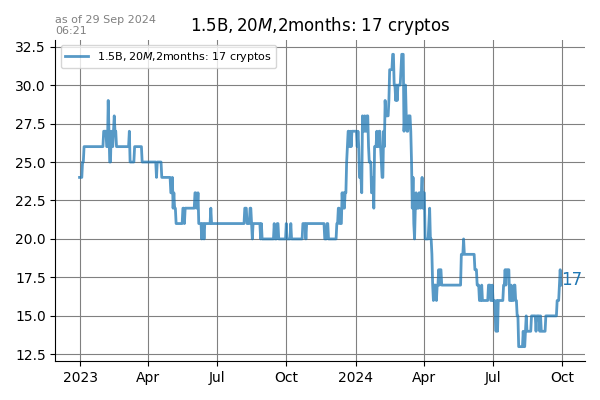 as of 29 Sep 2024
06:21
1.5B, 20M,2months: 17 cryptos
1.5B, 20M,2months: 17 cryptos
32.5
30.0
27.5
25.0
22.5
20.0
17.5
15.0
12.5
17
2023 Apr Jul Oct 2024 Apr Jul Oct